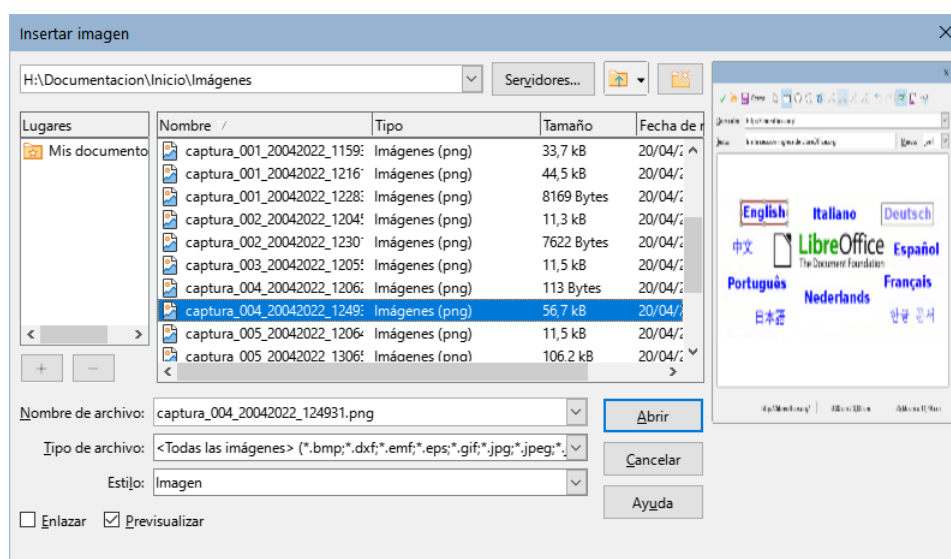 Insertar imagen
H:\Documentacion\Inicio\Imágenes
Servidores...
Lugares
Mis documento
Nombre Tipo Tamaño Fecha de r
captura_001_20042022_1159 Imágenes (png) 33,7 kB 20/04/2
captura_001_20042022_1216 Imágenes (png) 44,5 kB 20/04/2
captura_001_20042022_1228 Imágenes (png) 8169 Bytes 20/04/2
captura_002_20042022_1204 Imágenes (png) 11,3 kB 20/04/2
captura_002_20042022_1230 Imágenes (png) 7622 Bytes 20/04/2
captura_003_20042022_1205 Imágenes (png) 11,5 kB 20/04/2
captura_004_20042022_1206 Imágenes (png) 113 Bytes 20/04/2
captura_004_20042022_1249 Imágenes (png) 56,7 kB 20/04/2
captura_005_20042022_1206 Imágenes (png) 11,5 kB 20/04/2
captura_005_20042022_1306 Imágenes (png) 106,2 kB 20/04/2
Nombre de archivo: captura_004_20042022_124931.png
Abrir
Tipo de archivo: <Todas las imágenes> (*.bmp;*.dxf;*.emf;*.eps;*.gif;*.jpg;*.jpeg;*.
Cancelar
Estilo: Imagen
Ayuda
Enlazar Previsualizar
English Italiano Deutsch
中文 LibreOffice Español
The Document Foundation
Português Français
Nederlands
日本語 한글 문서